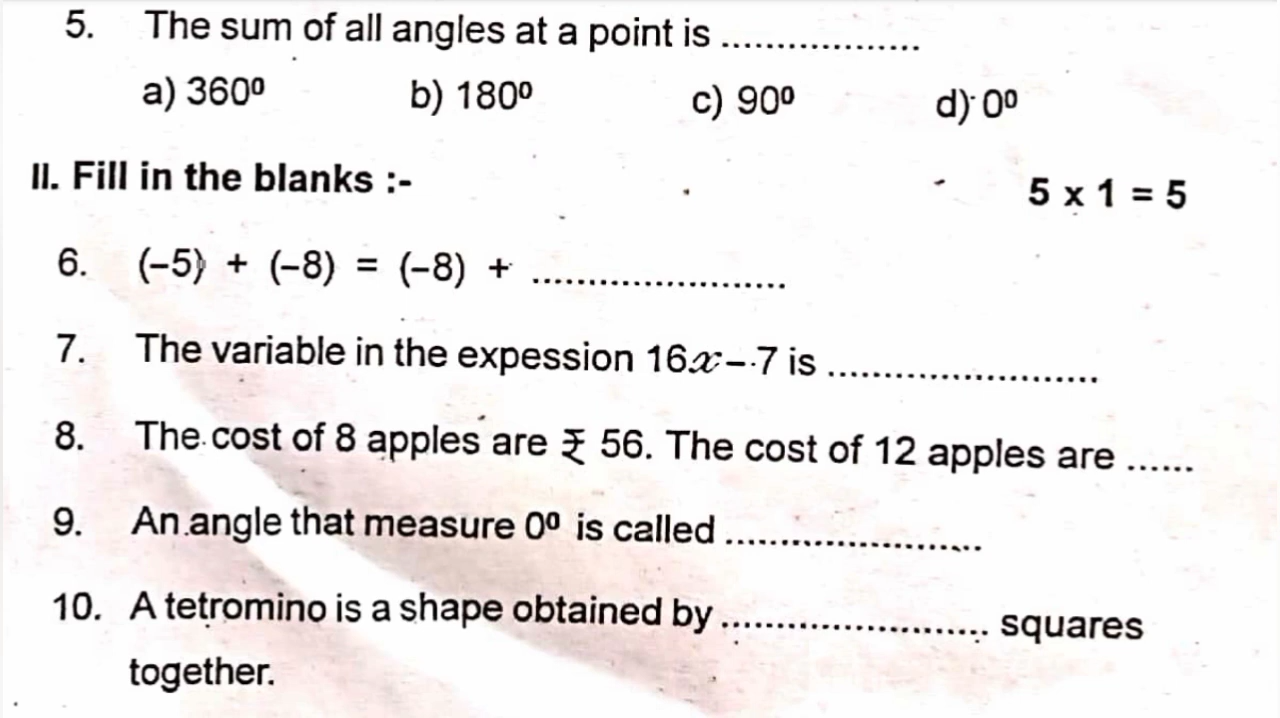 5. The sum of all angles at a point is ...................
a) 360⁰ b) 180⁰ c) 90⁰ d) 0⁰
II. Fill in the blanks :-
5 x 1 = 5
6. (–5) + (–8) = (–8) + ........................
7. The variable in the expession 16x – 7 is ..........................
8. The cost of 8 apples are ₹ 56. The cost of 12 apples are ......
9. An angle that measure 0⁰ is called .........................
10. A tetromino is a shape obtained by .......................... squares
together.